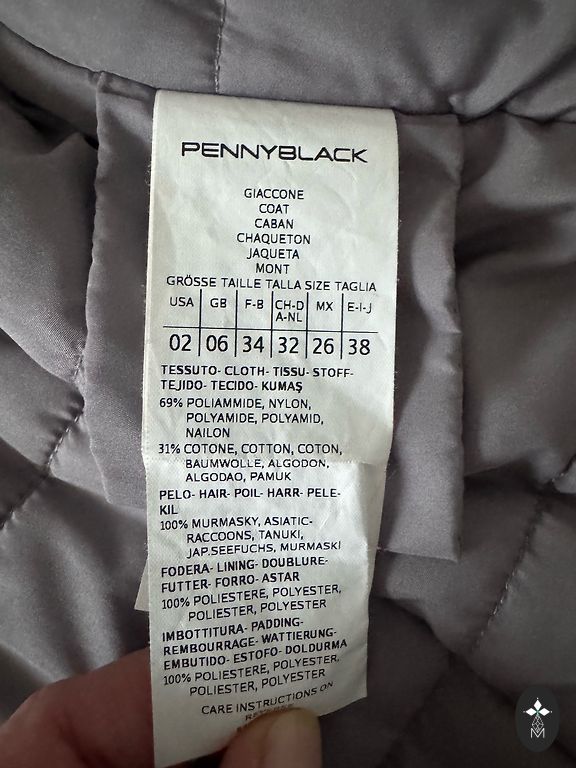 PENNYBLACK
GIACCONE
COAT
CABAN
CHAQUETON
JAQUETA
MONT
GRÖSSE TAILLE TALLA SIZE TAGLIA
USA GB F-B CH-D A-NL MX E-I-J
02 06 34 32 26 38
TESSUTO- CLOTH- TISSU- STOFF-
TEJIDO- TECIDO- KUMAŞ
69% POLIAMMIDE, NYLON,
POLYAMIDE, POLYAMID,
NAILON
31% COTONE, COTTON, COTON,
BAUMWOLLE, ALGODON,
ALGODAO, PAMUK
PELO- HAIR- POIL- HARR- PELE-
KIL
100% MURMASKY, ASIATIC-
RACCOONS, TANUKI,
JAP.SEEFUCHS, MURMASKI
FODERA- LINING- DOUBLURE-
FUTTER- FORRO- ASTAR
100% POLIESTERE, POLYESTER,
POLIESTER, POLYESTER
IMBOTTITURA- PADDING-
REMBOURRAGE- WATTIERUNG-
EMBUTIDO- ESTOFO- DOLDURMA
100% POLIESTERE, POLYESTER,
POLIESTER, POLYESTER
CARE INSTRUCTIONS ON
REVERSE
M